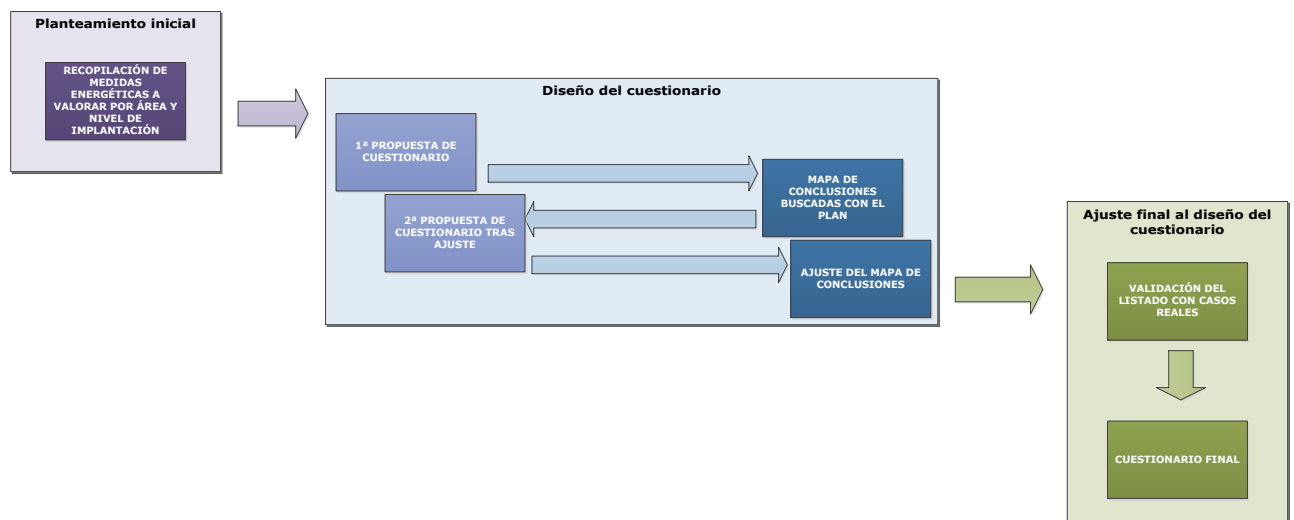 Planteamiento inicial
RECOPILACIÓN DE
MEDIDAS
ENERGÉTICAS A
VALORAR POR ÁREA Y
NIVEL DE
IMPLANTACIÓN
Diseño del cuestionario
1ª PROPUESTA DE
CUESTIONARIO
MAPA DE
CONCLUSIONES
BUSCADAS CON EL
PLAN
2ª PROPUESTA DE
CUESTIONARIO TRAS
AJUSTE
AJUSTE DEL MAPA DE
CONCLUSIONES
Ajuste final al diseño del
cuestionario
VALIDACIÓN DEL
LISTADO CON CASOS
REALES
CUESTIONARIO FINAL